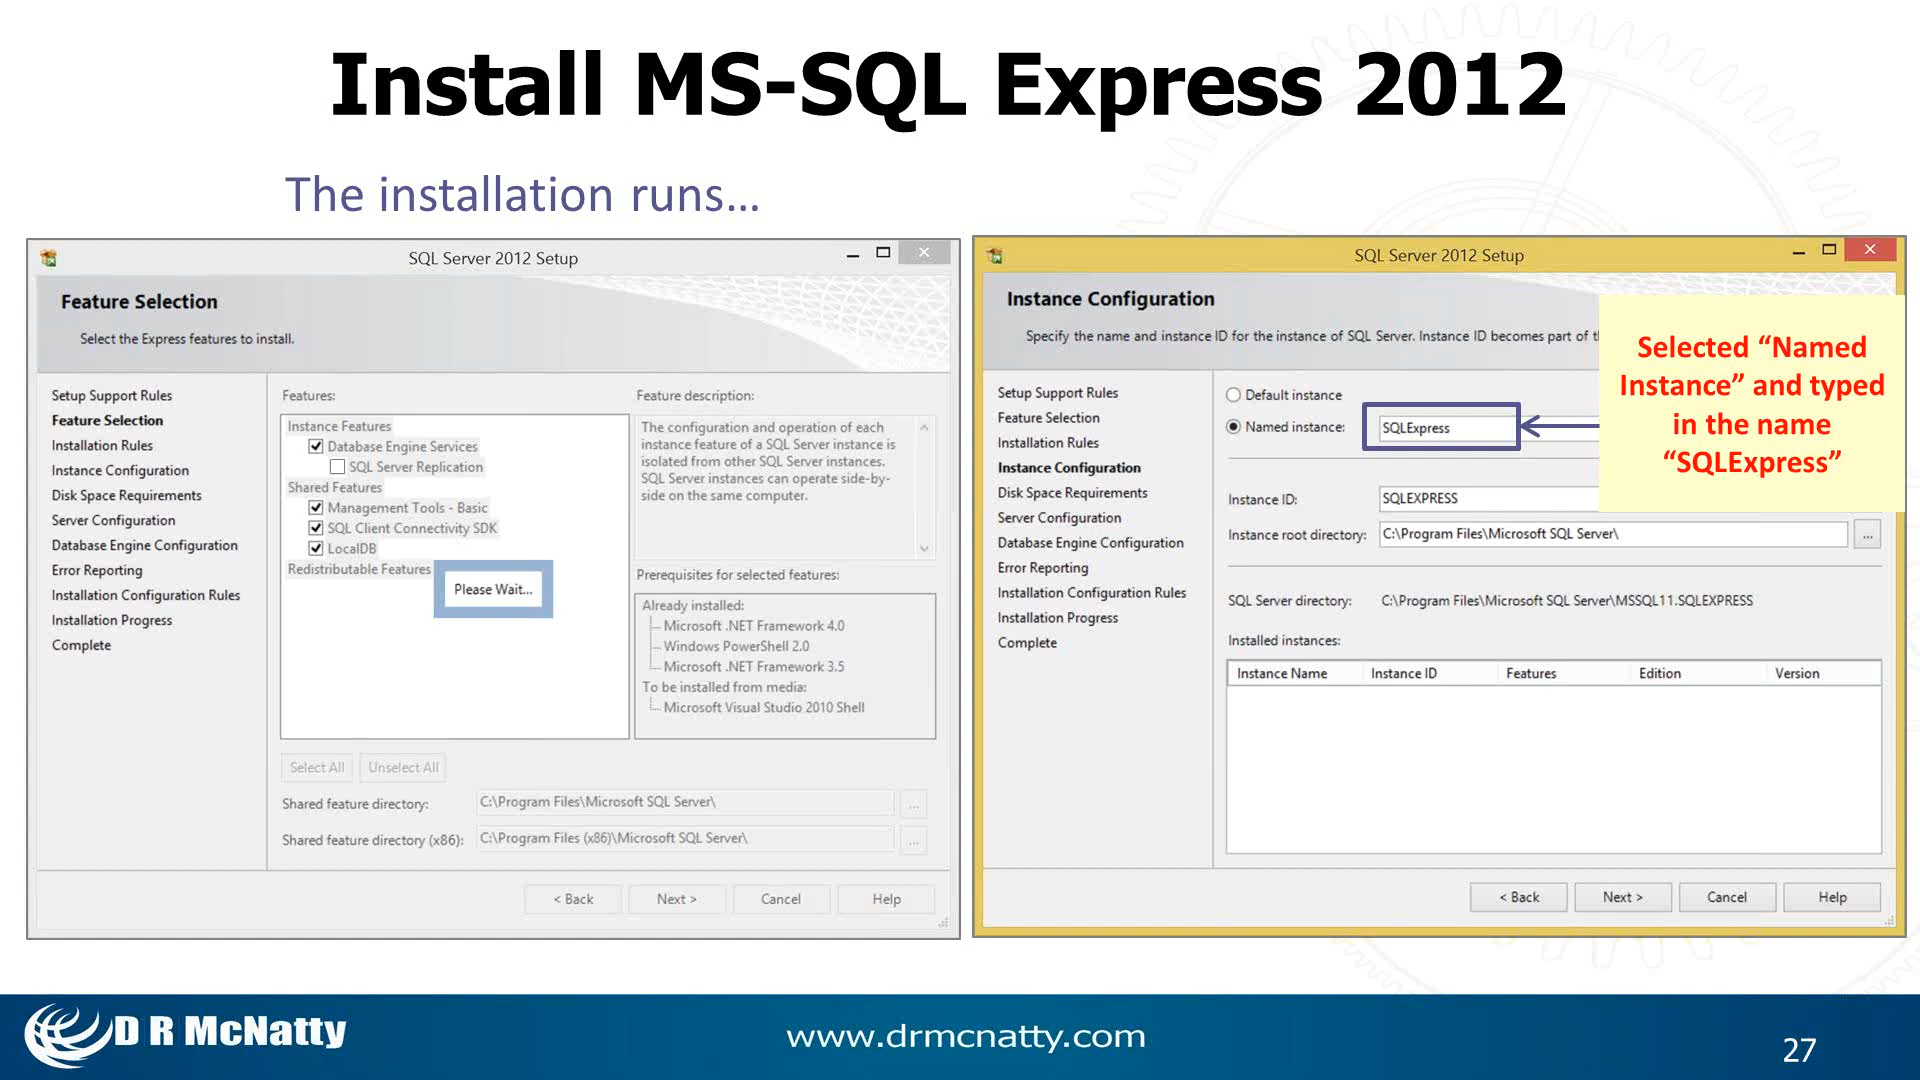 Install MS-SQL Express 2012
The installation runs...
SQL Server 2012 Setup
Feature Selection
Select the Express features to install.
Setup Support Rules
Feature Selection
Installation Rules
Instance Configuration
Disk Space Requirements
Server Configuration
Database Engine Configuration
Error Reporting
Installation Configuration Rules
Installation Progress
Complete
Features:
Instance Features
Database Engine Services
SQL Server Replication
Shared Features
Management Tools - Basic
SQL Client Connectivity SDK
LocalDB
Redistributable Features
Please Wait...
Feature description:
The configuration and operation of each
instance feature of a SQL Server instance is
isolated from other SQL Server instances.
SQL Server instances can operate side-by-
side on the same computer.
Prerequisites for selected features:
Already installed:
Microsoft .NET Framework 4.0
Windows PowerShell 2.0
Microsoft .NET Framework 3.5
To be installed from media:
Microsoft Visual Studio 2010 Shell
Select All Unselect All
Shared feature directory: C:\Program Files\Microsoft SQL Server\ ...
Shared feature directory (x86): C:\Program Files (x86)\Microsoft SQL Server\ ...
< Back Next > Cancel Help
SQL Server 2012 Setup
Instance Configuration
Specify the name and instance ID for the instance of SQL Server. Instance ID becomes part of
Setup Support Rules
Feature Selection
Installation Rules
Instance Configuration
Disk Space Requirements
Server Configuration
Database Engine Configuration
Error Reporting
Installation Configuration Rules
Installation Progress
Complete
Default instance
Named instance: SQLExpress
Selected “Named
Instance” and typed
in the name
“SQLExpress”
Instance ID: SQLEXPRESS
Instance root directory: C:\Program Files\Microsoft SQL Server\ ...
SQL Server directory: C:\Program Files\Microsoft SQL Server\MSSQL11.SQLEXPRESS
Installed instances:
Instance Name Instance ID Features Edition Version
< Back Next > Cancel Help
D R McNatty
www.drmcnatty.com
27